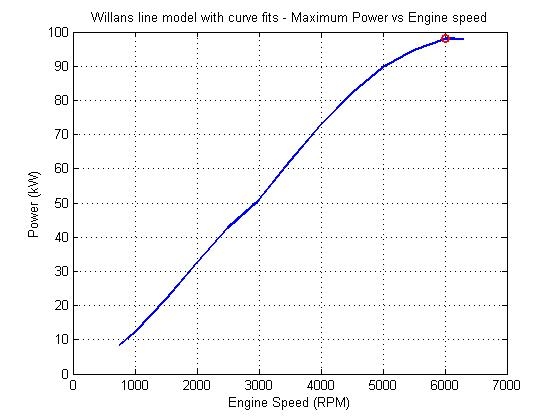 Willans line model with curve fits - Maximum Power vs Engine speed
100
90
80
70
60
50
40
30
20
10
0
Power (kW)
0 1000 2000 3000 4000 5000 6000 7000
Engine Speed (RPM)